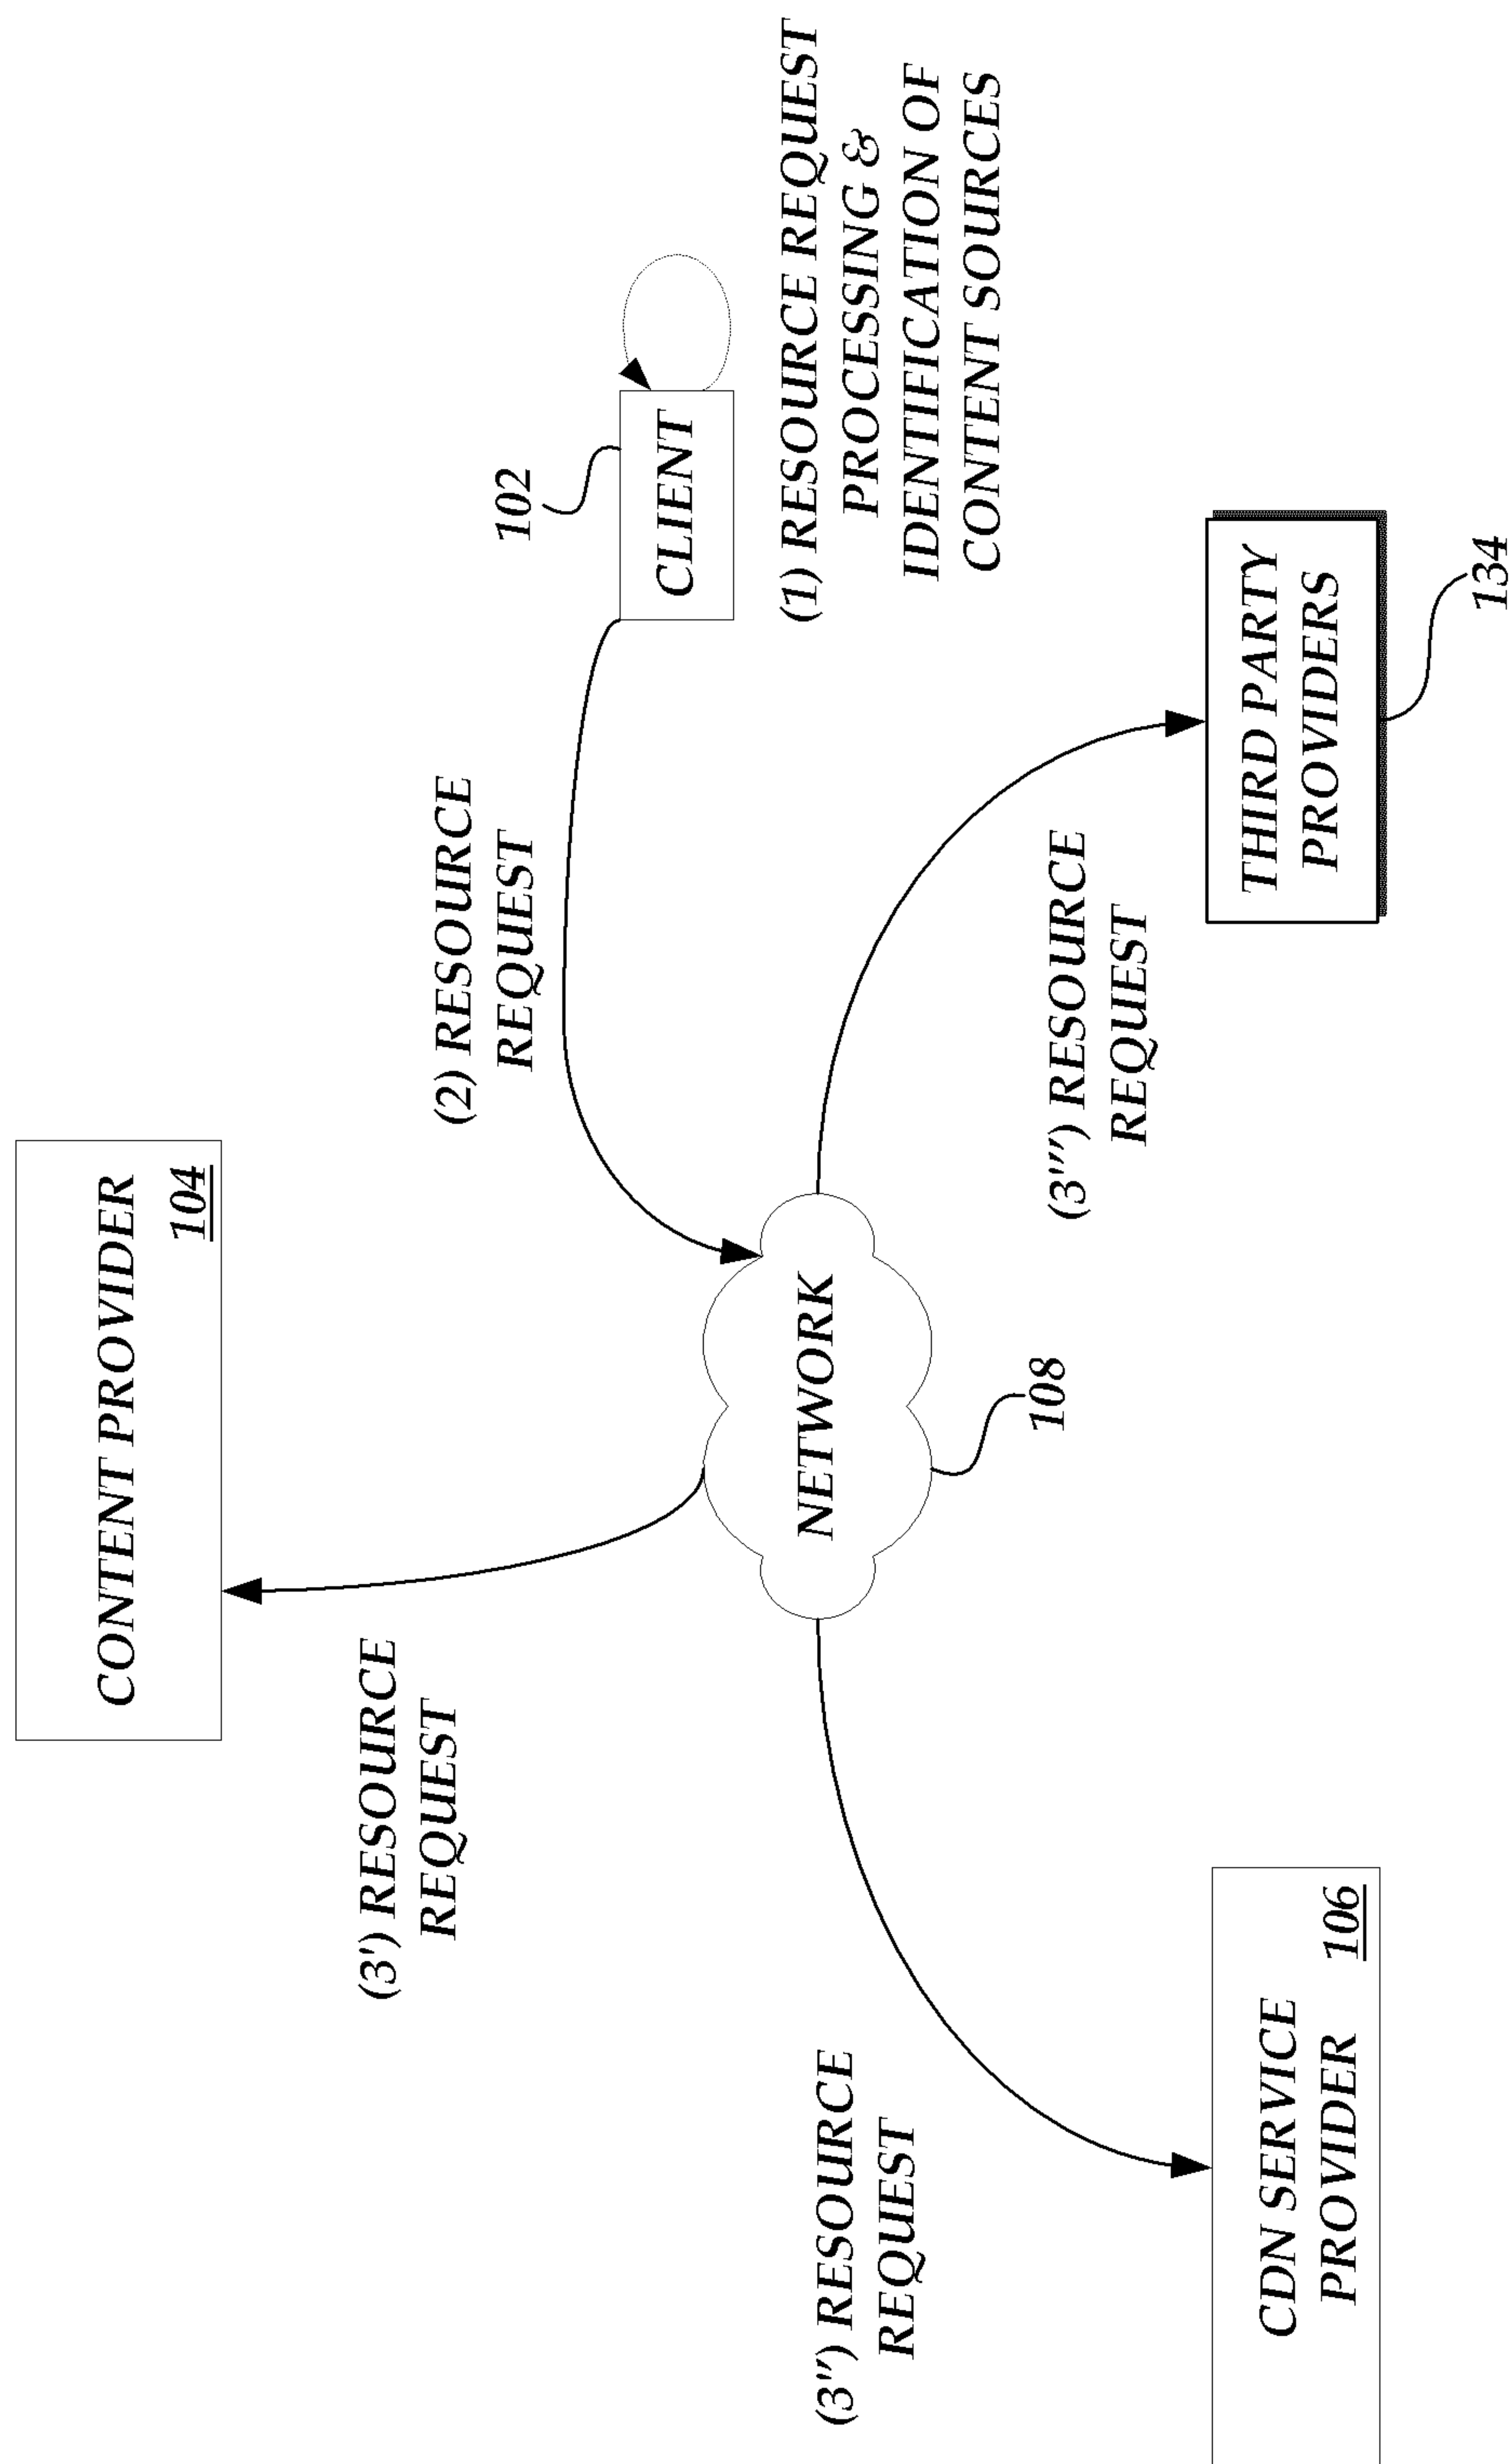 CONTENT PROVIDER
104
(3') RESOURCE
REQUEST
(2) RESOURCE
REQUEST
102
CLIENT
(1) RESOURCE REQUEST
PROCESSING &
IDENTIFICATION OF
CONTENT SOURCES
NETWORK
108
(3'') RESOURCE
REQUEST
(3''') RESOURCE
REQUEST
CDN SERVICE
PROVIDER
106
THIRD PARTY
PROVIDERS
134